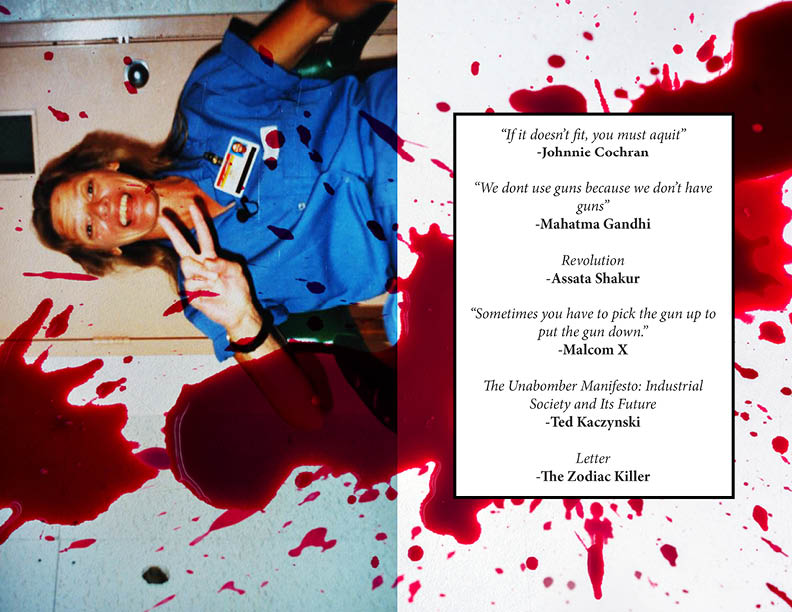 “If it doesn’t fit, you must aquit”
-Johnnie Cochran
“We dont use guns because we don’t have
guns”
-Mahatma Gandhi
Revolution
-Assata Shakur
“Sometimes you have to pick the gun up to
put the gun down.”
-Malcom X
The Unabomber Manifesto: Industrial
Society and Its Future
-Ted Kaczynski
Letter
-The Zodiac Killer